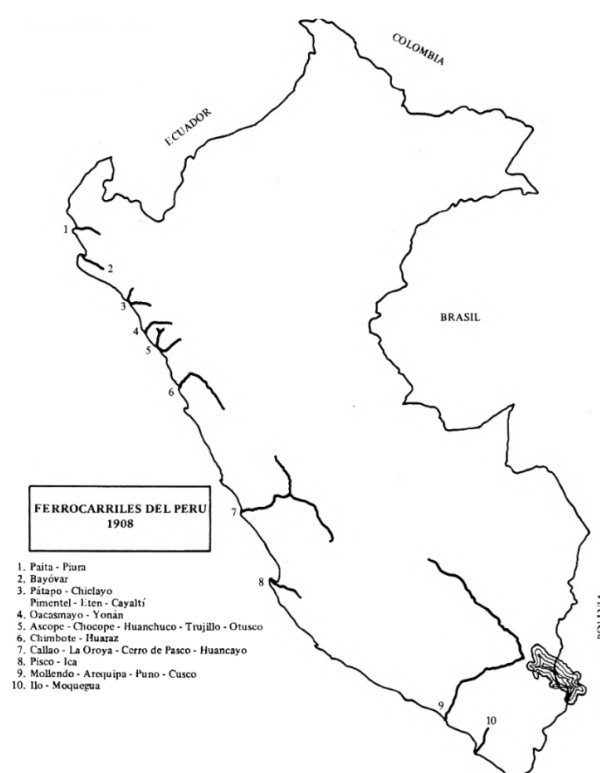 COLOMBIA
ECUADOR
BRASIL
BOLIVIA
1
2
3
4
5
6
7
8
9
10
FERROCARRILES DEL PERU
1908
1. Paita - Piura
2. Bayóvar
3. Pátapo - Chiclayo
Pimentel - Eten - Cayaltí
4. Oacasmayo - Yonán
5. Ascope - Chocope - Huanchuco - Trujillo - Otusco
6. Chimbote - Huaraz
7. Callao - La Oroya - Cerro de Pasco - Huancayo
8. Pisco - Ica
9. Mollendo - Arequipa - Puno - Cusco
10. Ilo - Moquegua